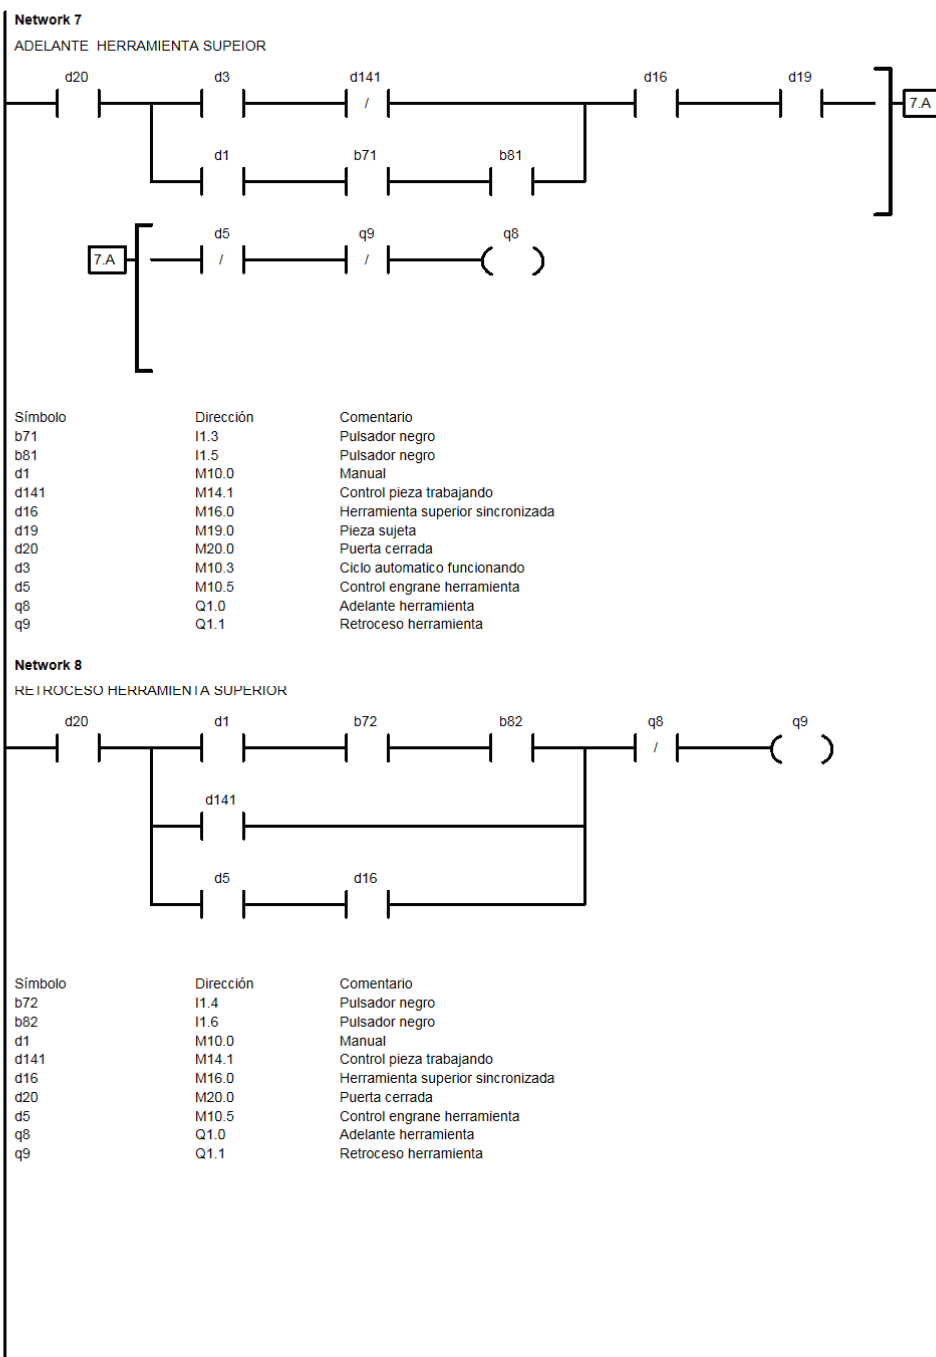 Network 7
ADELANTE HERRAMIENTA SUPEIOR
d20 d3 d141 d16 d19
/
7.A
d1 b71 b81
d5 q9 q8
7.A
/ /
Símbolo Dirección Comentario
b71 I1.3 Pulsador negro
b81 I1.5 Pulsador negro
d1 M10.0 Manual
d141 M14.1 Control pieza trabajando
d16 M16.0 Herramienta superior sincronizada
d19 M19.0 Pieza sujeta
d20 M20.0 Puerta cerrada
d3 M10.3 Ciclo automatico funcionando
d5 M10.5 Control engrane herramienta
q8 Q1.0 Adelante herramienta
q9 Q1.1 Retroceso herramienta
Network 8
RETROCESO HERRAMIENTA SUPERIOR
d20 d1 b72 b82 q8 q9
/
d141
d5 d16
Símbolo Dirección Comentario
b72 I1.4 Pulsador negro
b82 I1.6 Pulsador negro
d1 M10.0 Manual
d141 M14.1 Control pieza trabajando
d16 M16.0 Herramienta superior sincronizada
d20 M20.0 Puerta cerrada
d5 M10.5 Control engrane herramienta
q8 Q1.0 Adelante herramienta
q9 Q1.1 Retroceso herramienta